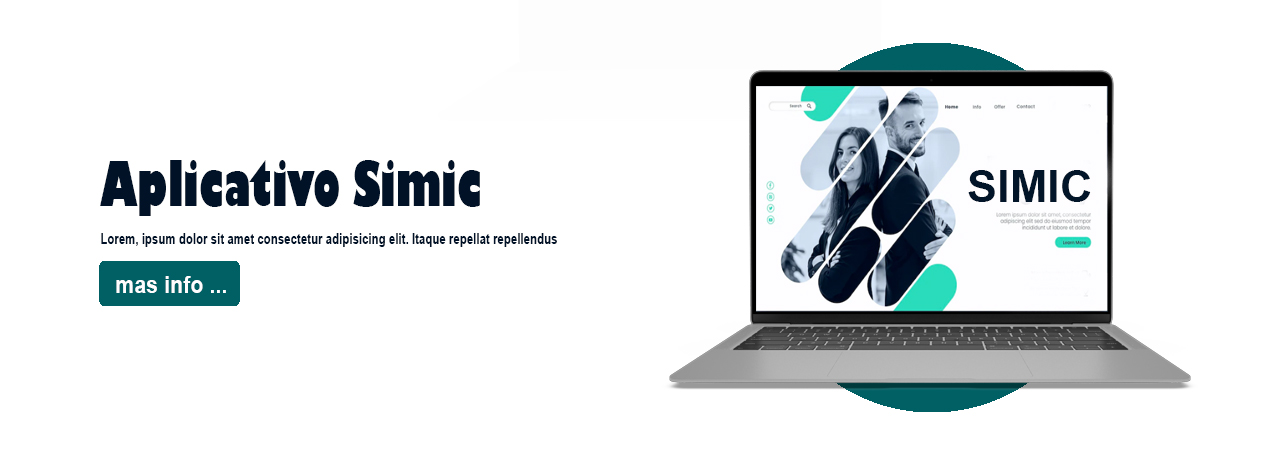 Aplicativo Simic
Lorem, ipsum dolor sit amet consectetur adipisicing elit. Itaque repellat repellendus
mas info ...
Search
Home Info Offer Contact
SIMIC
Lorem ipsum dolor sit amet, consectetur
adipiscing elit sed do eiusmod tempor
incididunt ut labore et dolore.
Learn More